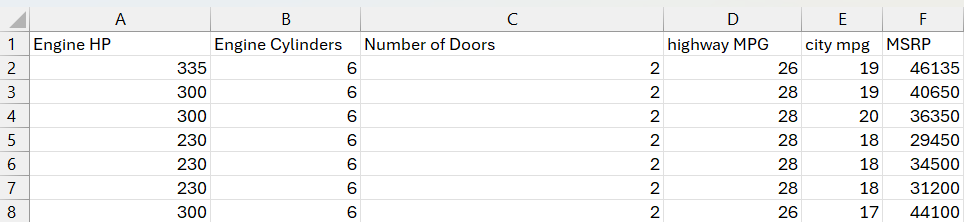 A B C D E F
1 Engine HP Engine Cylinders Number of Doors highway MPG city mpg MSRP
2 335 6 2 26 19 46135
3 300 6 2 28 19 40650
4 300 6 2 28 20 36350
5 230 6 2 28 18 29450
6 230 6 2 28 18 34500
7 230 6 2 28 18 31200
8 300 6 2 26 17 44100